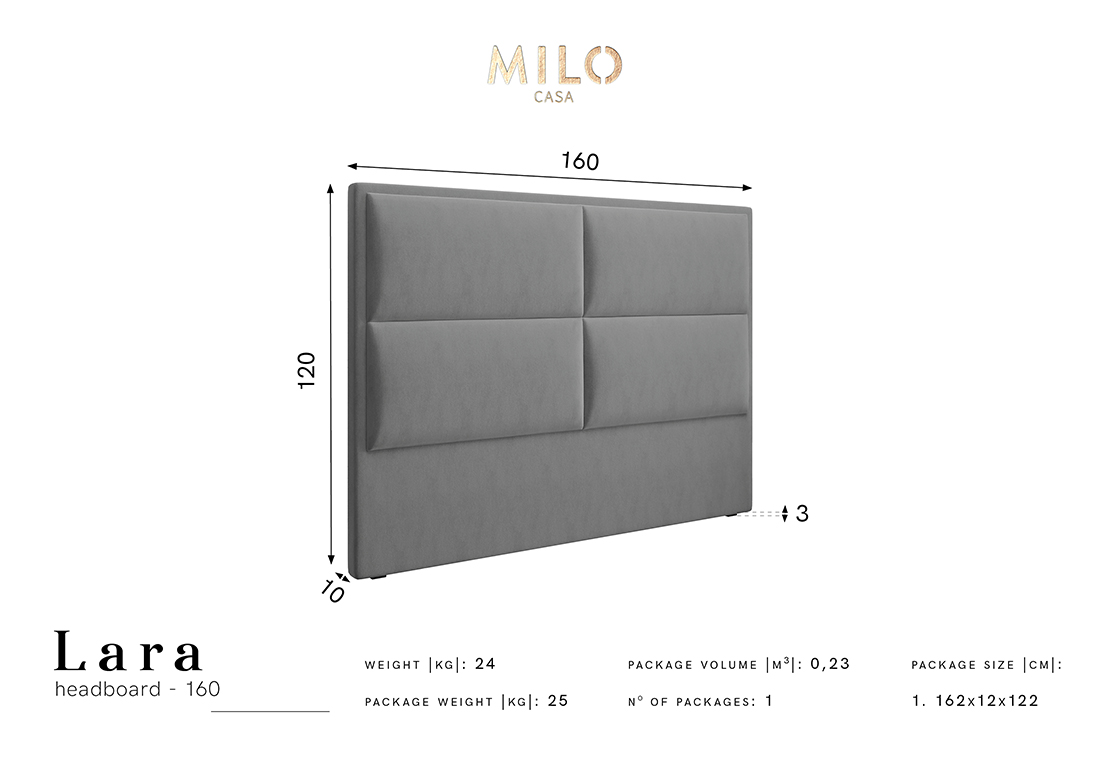 MILO
CASA
160
120
3
10
Lara
headboard - 160
WEIGHT |KG|: 24
PACKAGE WEIGHT |KG|: 25
PACKAGE VOLUME |M³|: 0,23
Nº OF PACKAGES: 1
PACKAGE SIZE |CM|:
1. 162x12x122